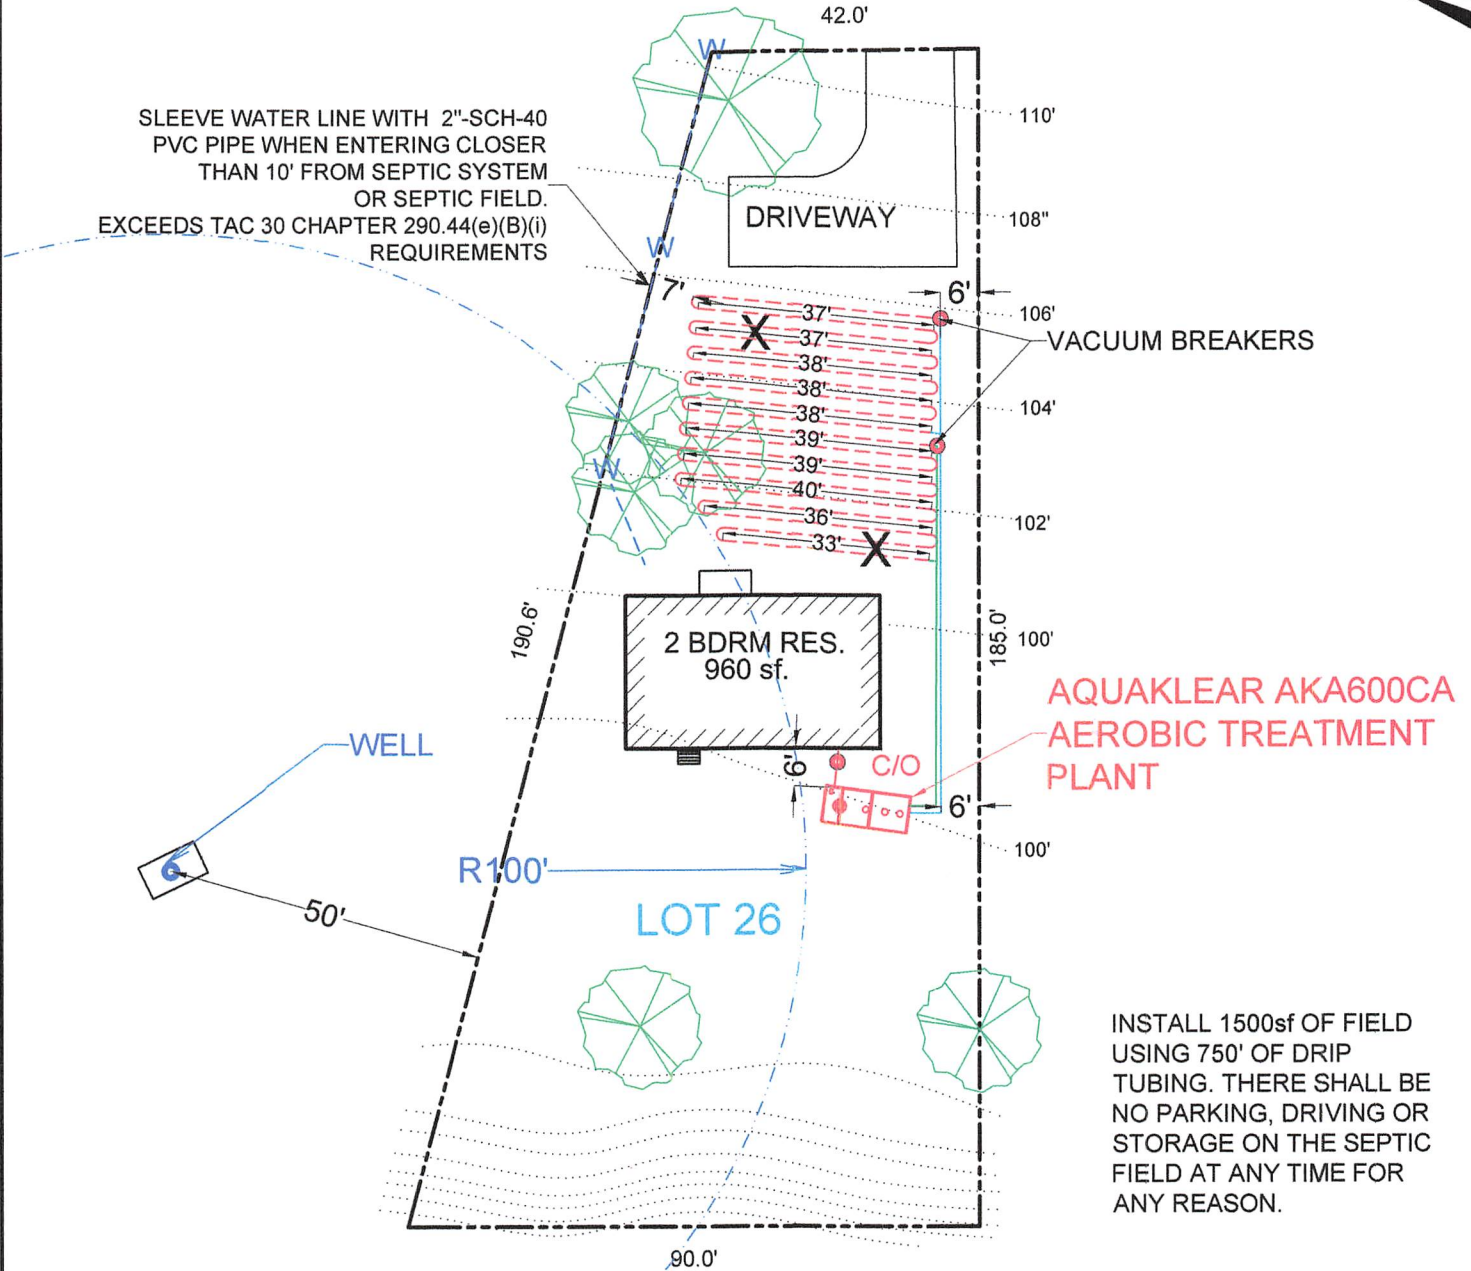 42.0'
W
110'
SLEEVE WATER LINE WITH 2"-SCH-40
PVC PIPE WHEN ENTERING CLOSER
THAN 10' FROM SEPTIC SYSTEM
OR SEPTIC FIELD.
EXCEEDS TAC 30 CHAPTER 290.44(e)(B)(i)
REQUIREMENTS
DRIVEWAY
108"
W
7'
6'
106'
VACUUM BREAKERS
37'
X
37'
38'
38'
38'
104'
39'
39'
W
40'
36'
102'
33'
X
190.6'
2 BDRM RES.
960 sf.
185.0'
100'
AQUAKLEAR AKA600CA
AEROBIC TREATMENT
PLANT
WELL
6'
C/O
6'
100'
R100'
50'
LOT 26
INSTALL 1500sf OF FIELD
USING 750' OF DRIP
TUBING. THERE SHALL BE
NO PARKING, DRIVING OR
STORAGE ON THE SEPTIC
FIELD AT ANY TIME FOR
ANY REASON.
90.0'